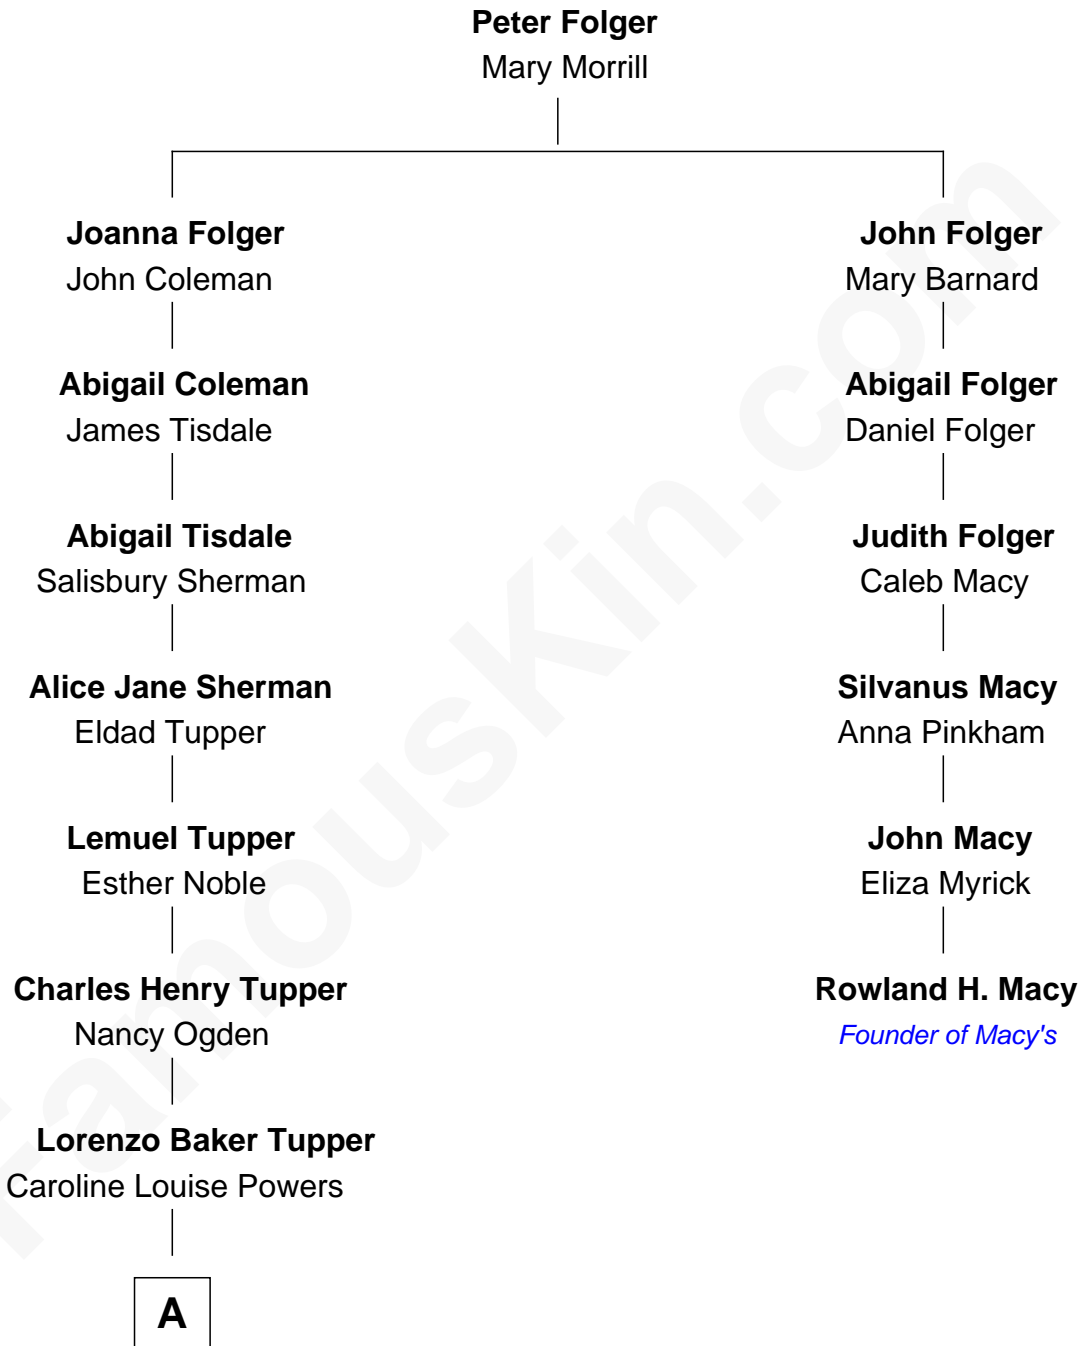 Peter Folger
Mary Morrill
Joanna Folger
John Coleman
John Folger
Mary Barnard
Abigail Coleman
James Tisdale
Abigail Folger
Daniel Folger
Abigail Tisdale
Salisbury Sherman
Judith Folger
Caleb Macy
Alice Jane Sherman
Eldad Tupper
Silvanus Macy
Anna Pinkham
Lemuel Tupper
Esther Noble
John Macy
Eliza Myrick
Charles Henry Tupper
Nancy Ogden
Rowland H. Macy
Founder of Macy's
Lorenzo Baker Tupper
Caroline Louise Powers
A
FamousKin.com